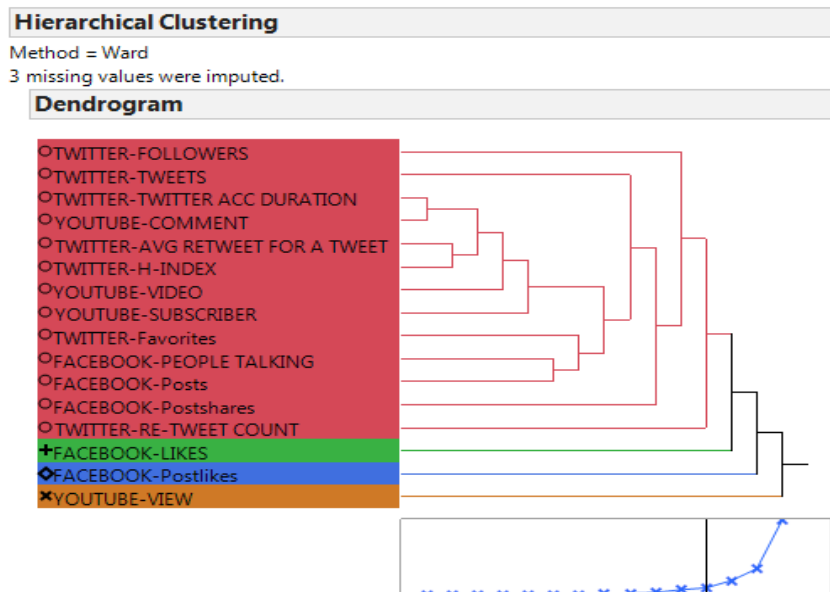 Hierarchical Clustering
Method = Ward
3 missing values were imputed.
Dendrogram
TWITTER-FOLLOWERS
TWITTER-TWEETS
TWITTER-TWITTER ACC DURATION
YOUTUBE-COMMENT
TWITTER-AVG RETWEET FOR A TWEET
TWITTER-H-INDEX
YOUTUBE-VIDEO
YOUTUBE-SUBSCRIBER
TWITTER-Favorites
FACEBOOK-PEOPLE TALKING
FACEBOOK-Posts
FACEBOOK-Postshares
TWITTER-RE-TWEET COUNT
FACEBOOK-LIKES
FACEBOOK-Postlikes
YOUTUBE-VIEW